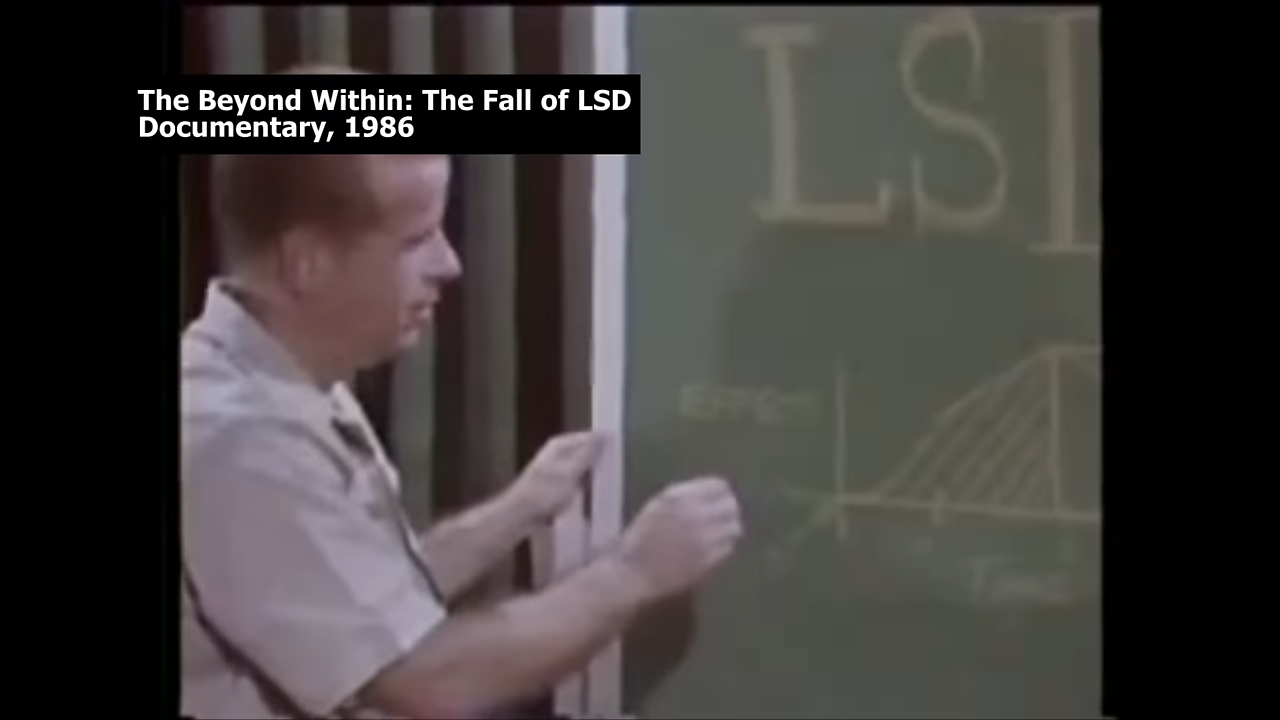 The Beyond Within: The Fall of LSD
Documentary, 1986
LSD
EFFECT
TIME